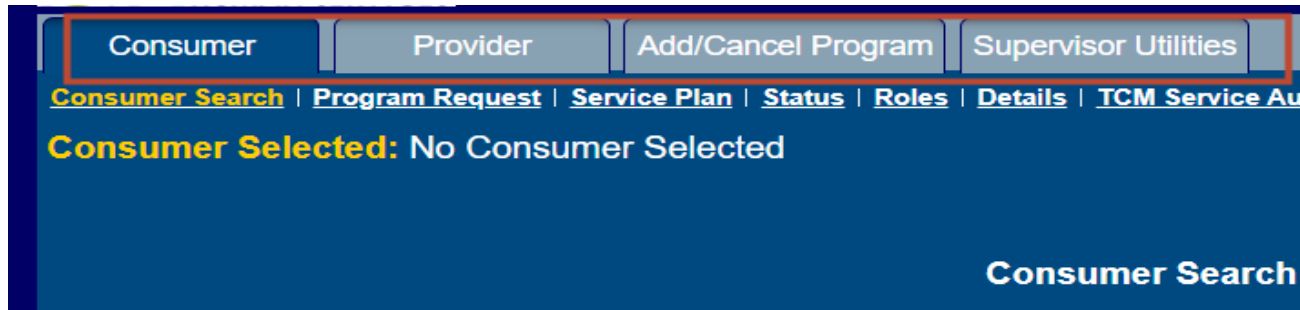 Consumer Provider Add/Cancel Program Supervisor Utilities
Consumer Search | Program Request | Service Plan | Status | Roles | Details | TCM Service Au
Consumer Selected: No Consumer Selected
Consumer Search